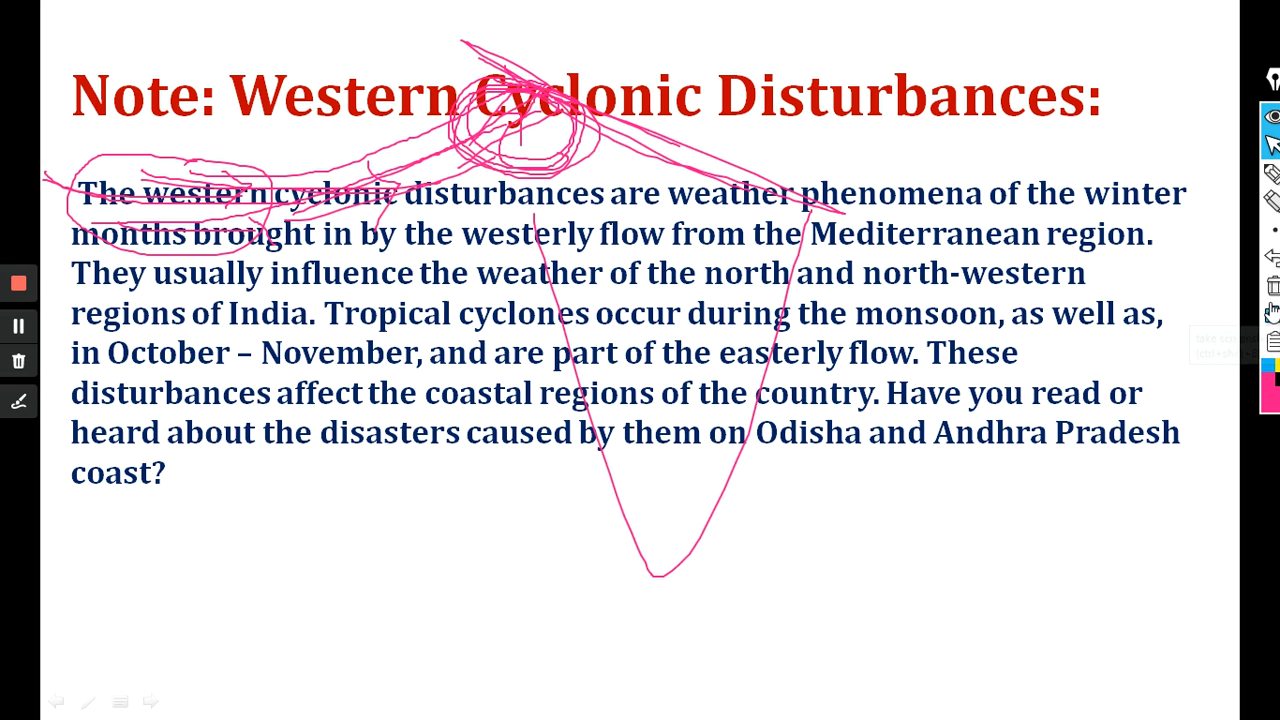 Note: Western Cyclonic Disturbances:
The western cyclonic disturbances are weather phenomena of the winter
months brought in by the westerly flow from the Mediterranean region.
They usually influence the weather of the north and north-western
regions of India. Tropical cyclones occur during the monsoon, as well as,
in October – November, and are part of the easterly flow. These
disturbances affect the coastal regions of the country. Have you read or
heard about the disasters caused by them on Odisha and Andhra Pradesh
coast?